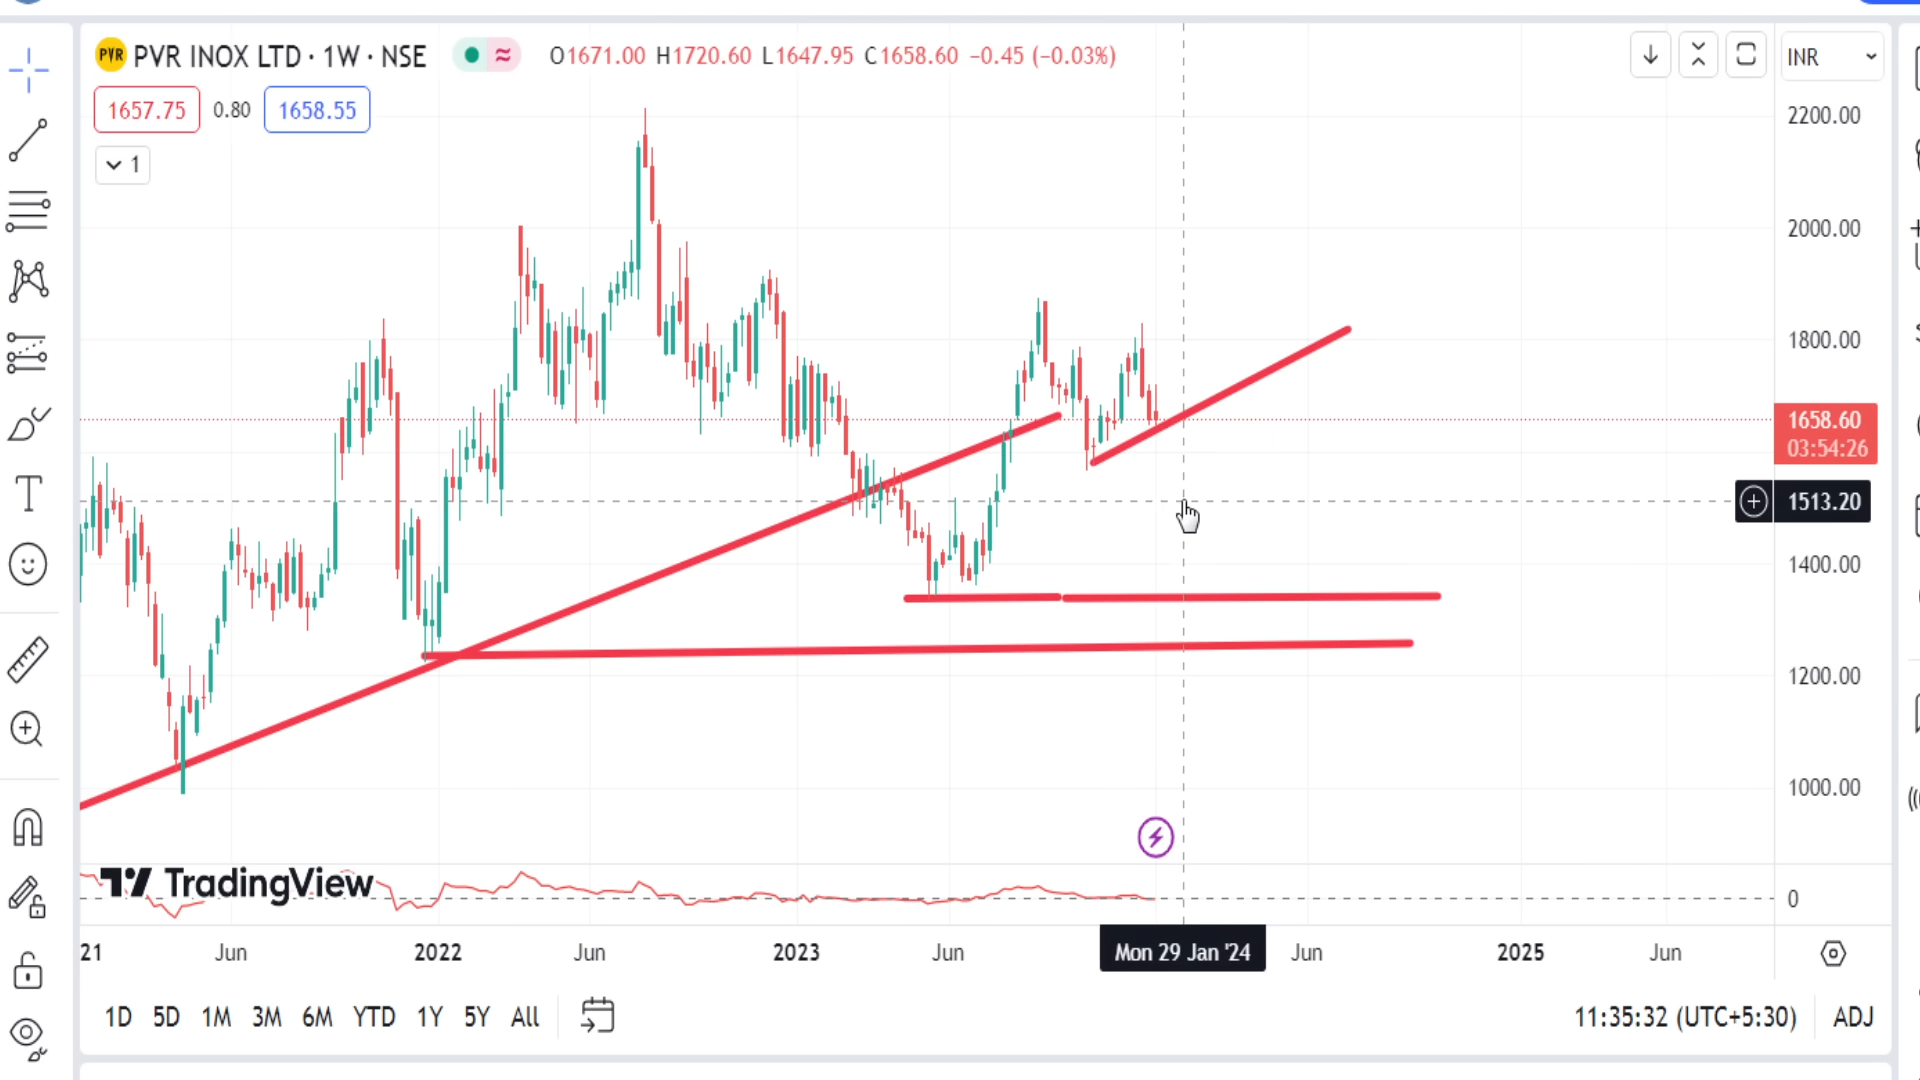 PVR PVR INOX LTD · 1W · NSE O1671.00 H1720.60 L1647.95 C1658.60 −0.45 (−0.03%) INR
1657.75 0.80 1658.55
1
2200.00
2000.00
1800.00
1658.60
03:54:26
1513.20
1400.00
1200.00
1000.00
TradingView
0
21 Jun 2022 Jun 2023 Jun Mon 29 Jan '24 Jun 2025 Jun
1D 5D 1M 3M 6M YTD 1Y 5Y All 11:35:32 (UTC+5:30) ADJ